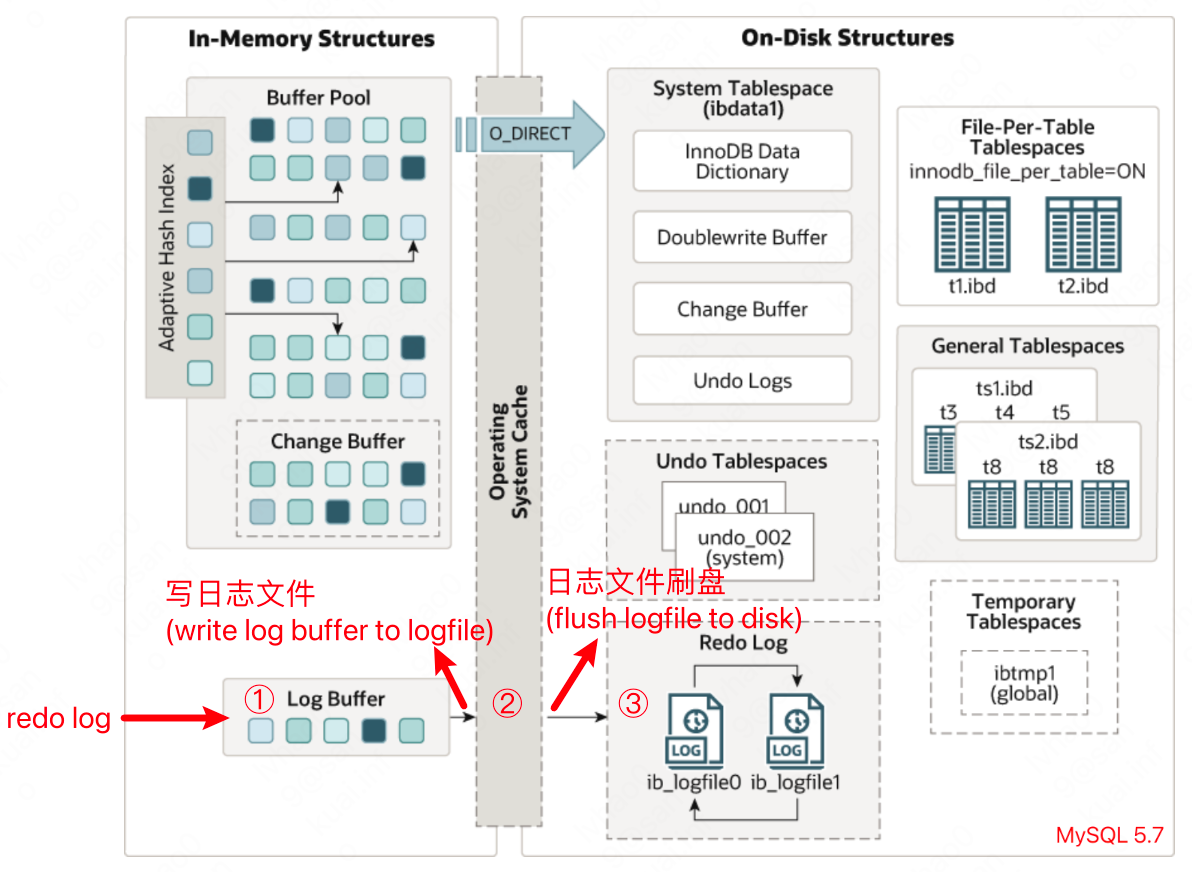 In-Memory Structures
On-Disk Structures
Buffer Pool
Adaptive Hash Index
Change Buffer
Operating
System Cache
O_DIRECT
System Tablespace
(ibdata1)
InnoDB Data
Dictionary
Doublewrite Buffer
Change Buffer
Undo Logs
File-Per-Table
Tablespaces
innodb_file_per_table=ON
t1.ibd
t2.ibd
General Tablespaces
ts1.ibd
t3 t4 t5
ts2.ibd
t8 t8 t8
Undo Tablespaces
undo_001
undo_002
(system)
Temporary
Tablespaces
ibtmp1
(global)
写日志文件
(write log buffer to logfile)
日志文件刷盘
(flush logfile to disk)
redo log
① Log Buffer
②
③
Redo Log
LOG
LOG
ib_logfile0 ib_logfile1
MySQL 5.7